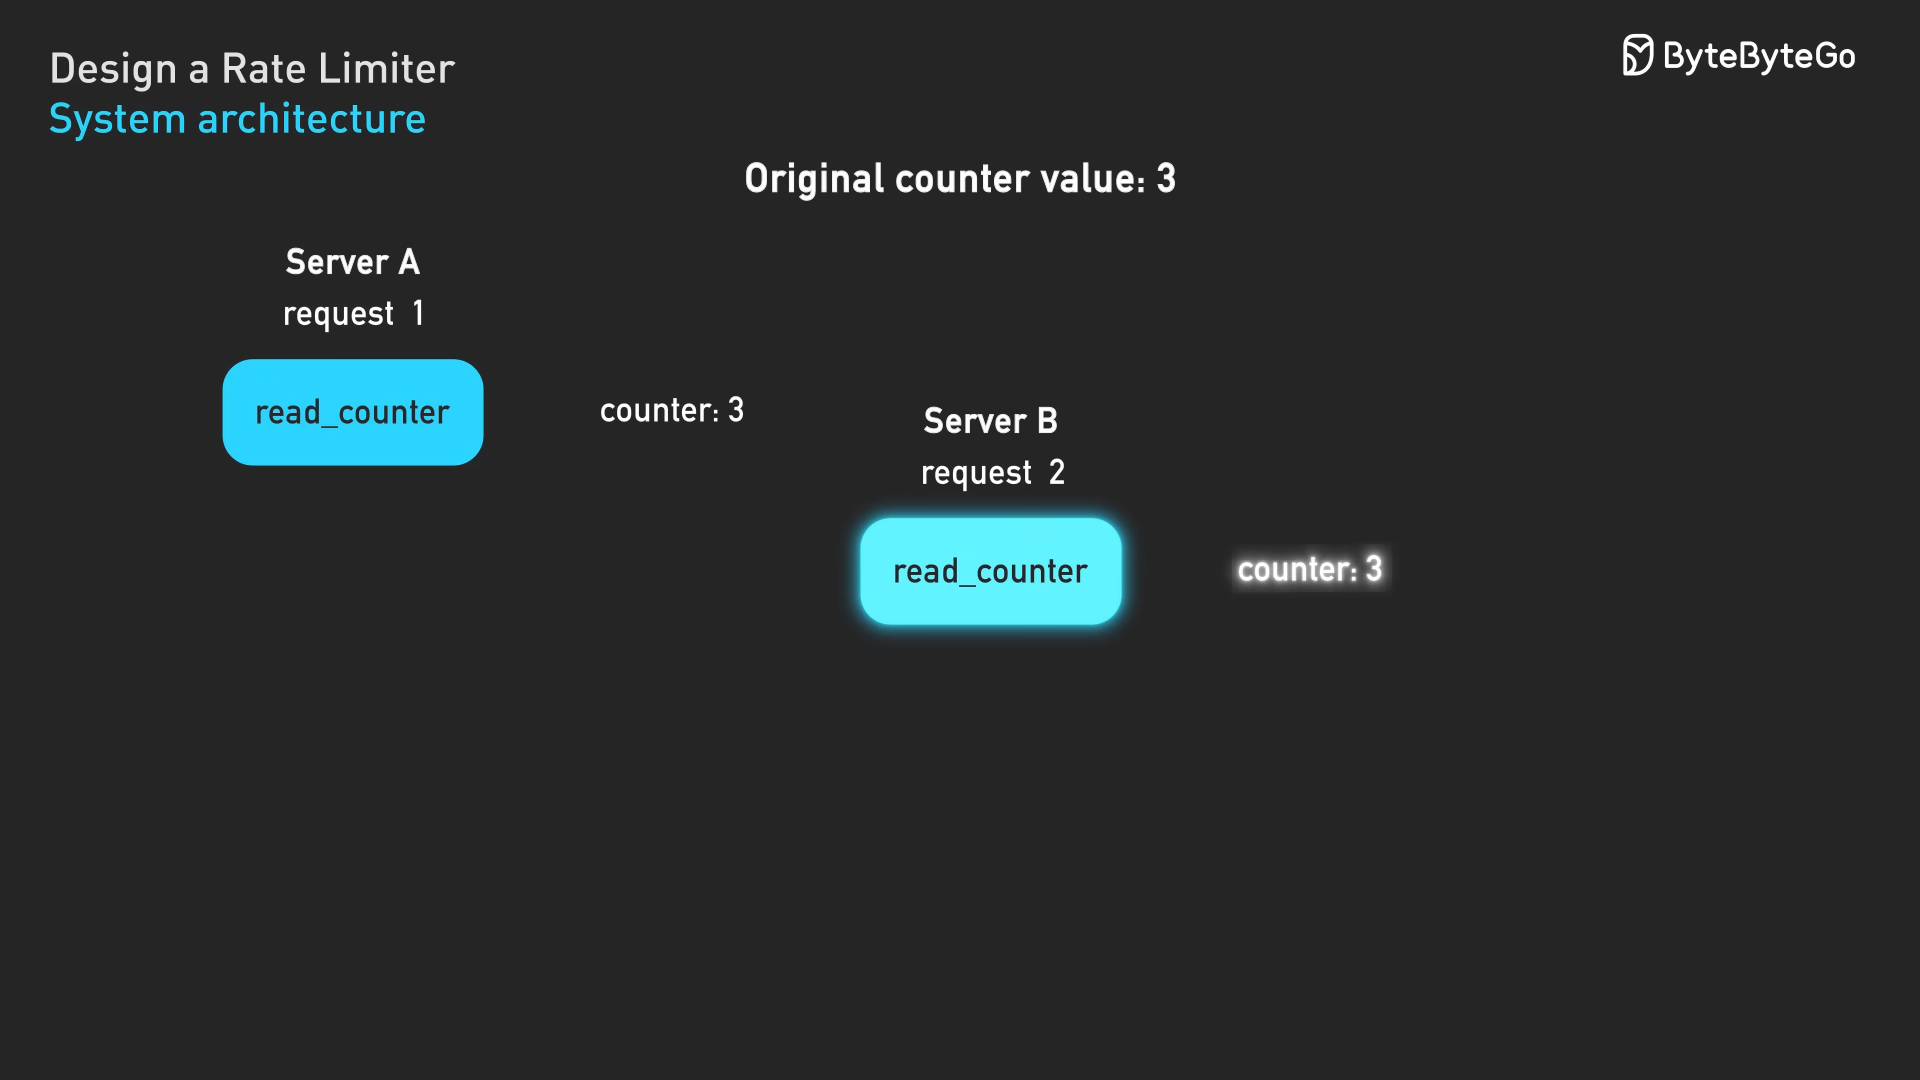 Design a Rate Limiter
System architecture
ByteByteGo
Original counter value: 3
Server A
request 1
read_counter
counter: 3
Server B
request 2
read_counter
counter: 3